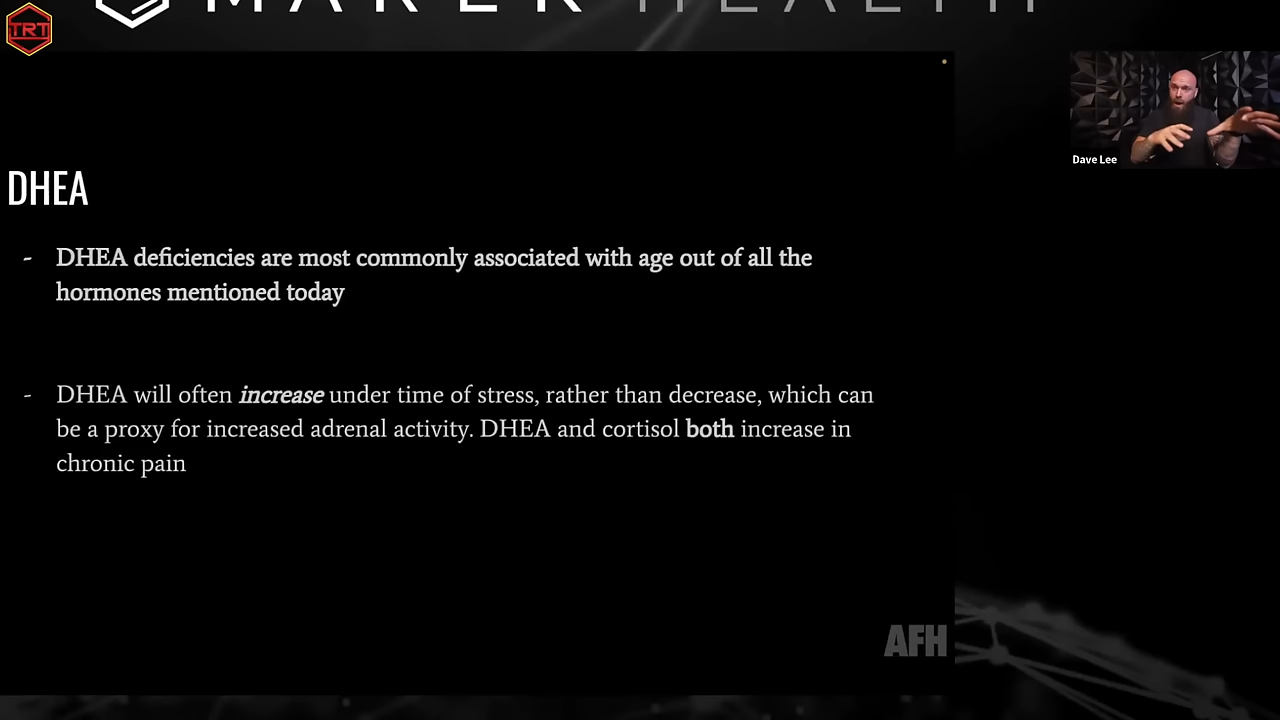 MAREK HEALTH
TRT
Dave Lee
DHEA
- DHEA deficiencies are most commonly associated with age out of all the
hormones mentioned today
- DHEA will often increase under time of stress, rather than decrease, which can
be a proxy for increased adrenal activity. DHEA and cortisol both increase in
chronic pain
AFH